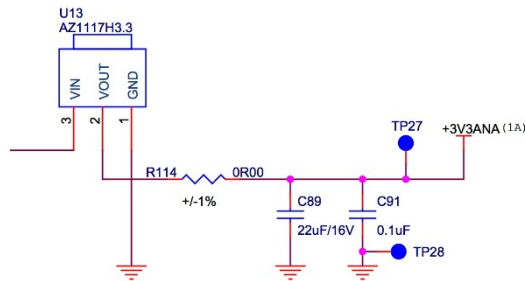 U13
AZ1117H3.3
VIN
VOUT
GND
3
2
1
TP27
+3V3ANA (1A)
R114
0R00
+/-1%
C89
C91
22uF/16V
0.1uF
TP28